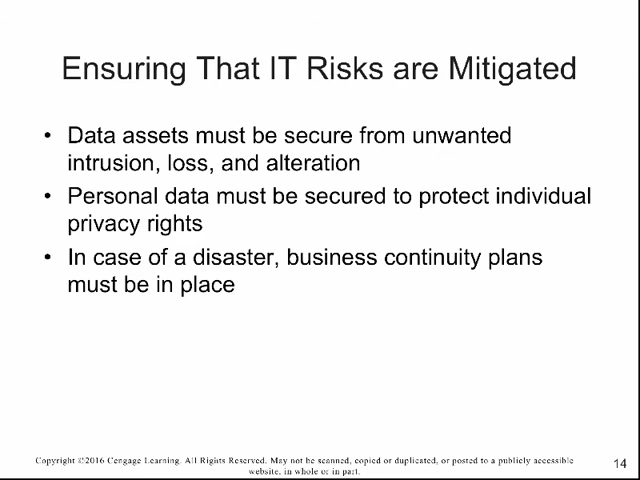 Ensuring That IT Risks are Mitigated
• Data assets must be secure from unwanted
intrusion, loss, and alteration
• Personal data must be secured to protect individual
privacy rights
• In case of a disaster, business continuity plans
must be in place
Copyright ©2016 Cengage Learning. All Rights Reserved. May not be scanned, copied or duplicated, or posted to a publicly accessible
website, in whole or in part.
14